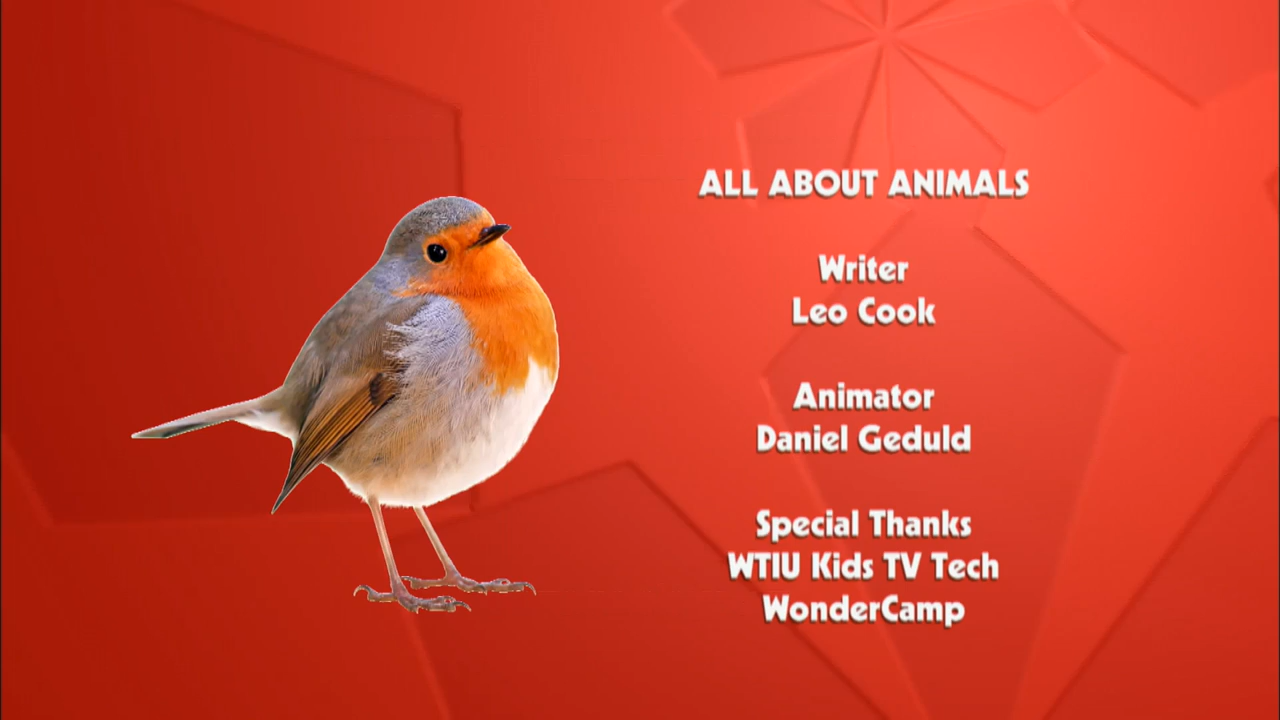 ALL ABOUT ANIMALS
Writer
Leo Cook
Animator
Daniel Geduld
Special Thanks
WTIU Kids TV Tech
WonderCamp